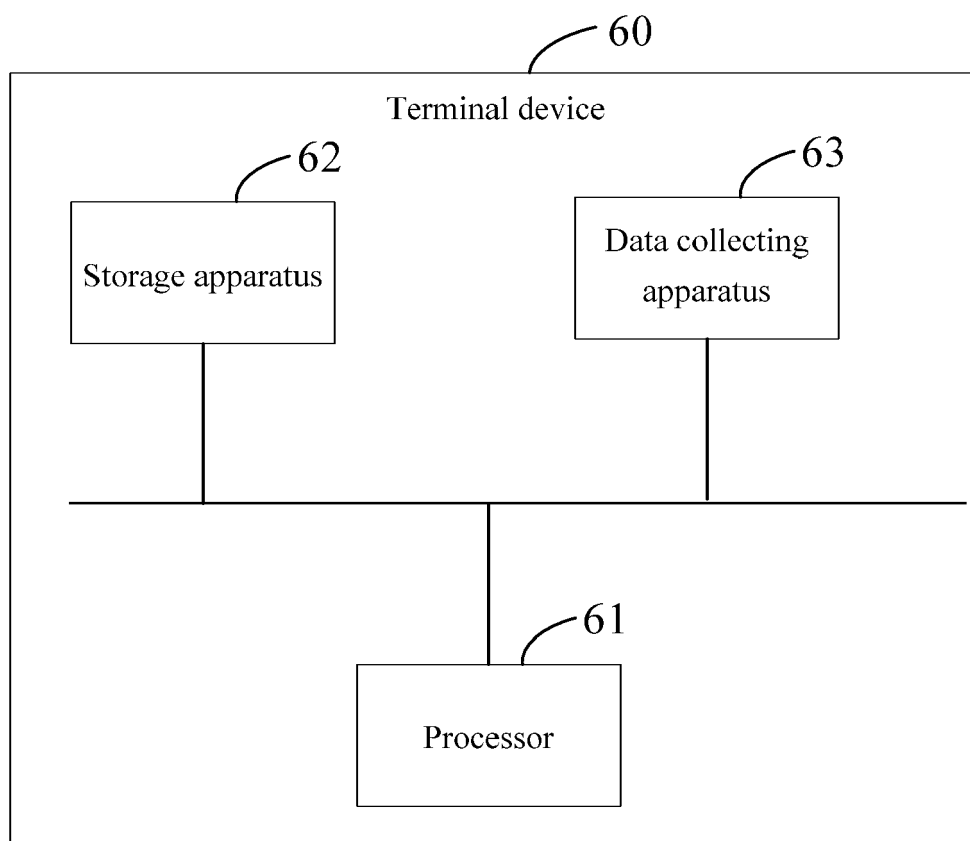 60
Terminal device
62
63
Storage apparatus
Data collecting
apparatus
61
Processor